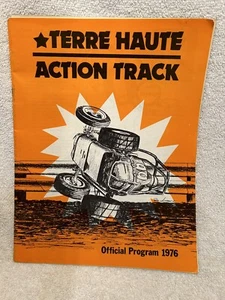 ★TERRE HAUTE
ACTION TRACK
Official Program 1976